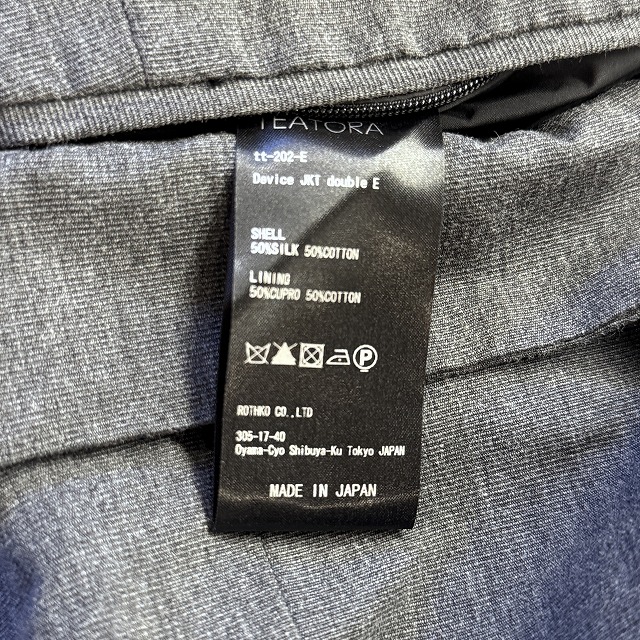 TEATORA
tt-202-E
Device JKT double E
SHELL
50%SILK 50%COTTON
LINING
50%CUPRO 50%COTTON
P
ROTHKO CO.,LTD
305-17-40
Oyama-Cyo Shibuya-Ku Tokyo JAPAN
MADE IN JAPAN